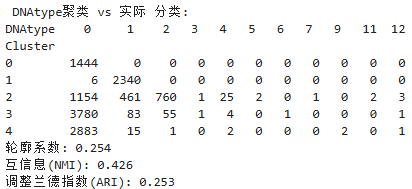 DNAtype聚类 vs 实际 分类:
DNAtype 0 1 2 3 4 5 6 7 8 9 11 12
Cluster
0 1444 0 0 0 0 0 0 0 0 0 0 0
1 6 2340 0 0 0 0 0 0 0 0 0 0
2 1154 461 760 1 25 2 0 1 0 2 3
3 3780 83 55 1 4 0 1 0 0 0 1
4 2883 15 1 0 2 0 0 0 2 0 1
轮廓系数: 0.254
互信息(NMI): 0.426
调整兰德指数(ARI): 0.253